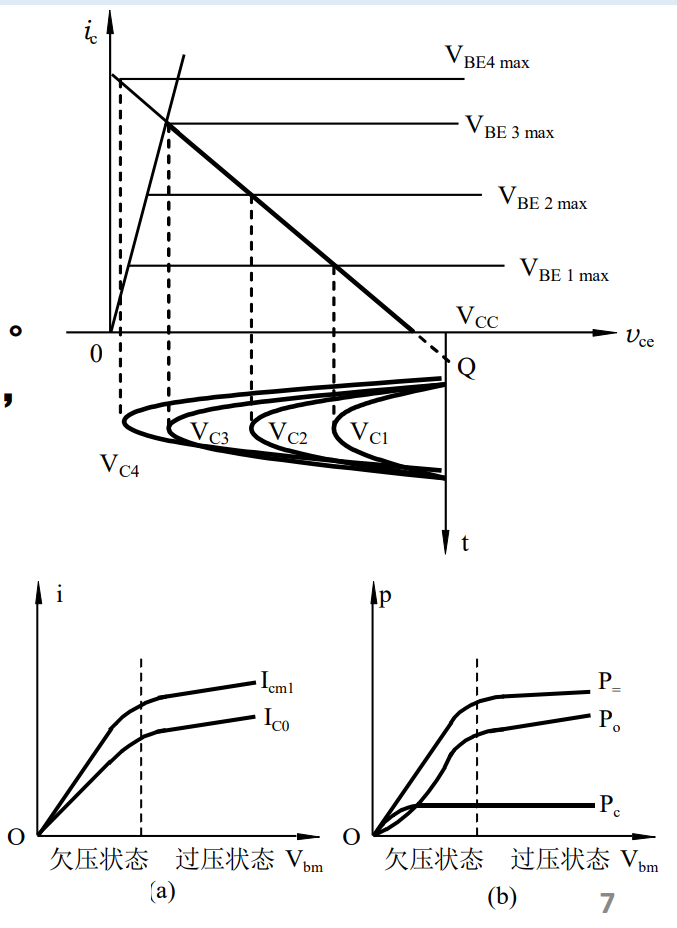 i_c
V_BE4 max
V_BE 3 max
V_BE 2 max
V_BE 1 max
。
V_CC
0
υ_ce
Q
,
V_C3 V_C2 V_C1
V_C4
t
i
p
I_cm1
I_C0
P_=
P_o
P_c
O
欠压状态 过压状态 V_bm
(a)
O
欠压状态 过压状态 V_bm
(b)
7